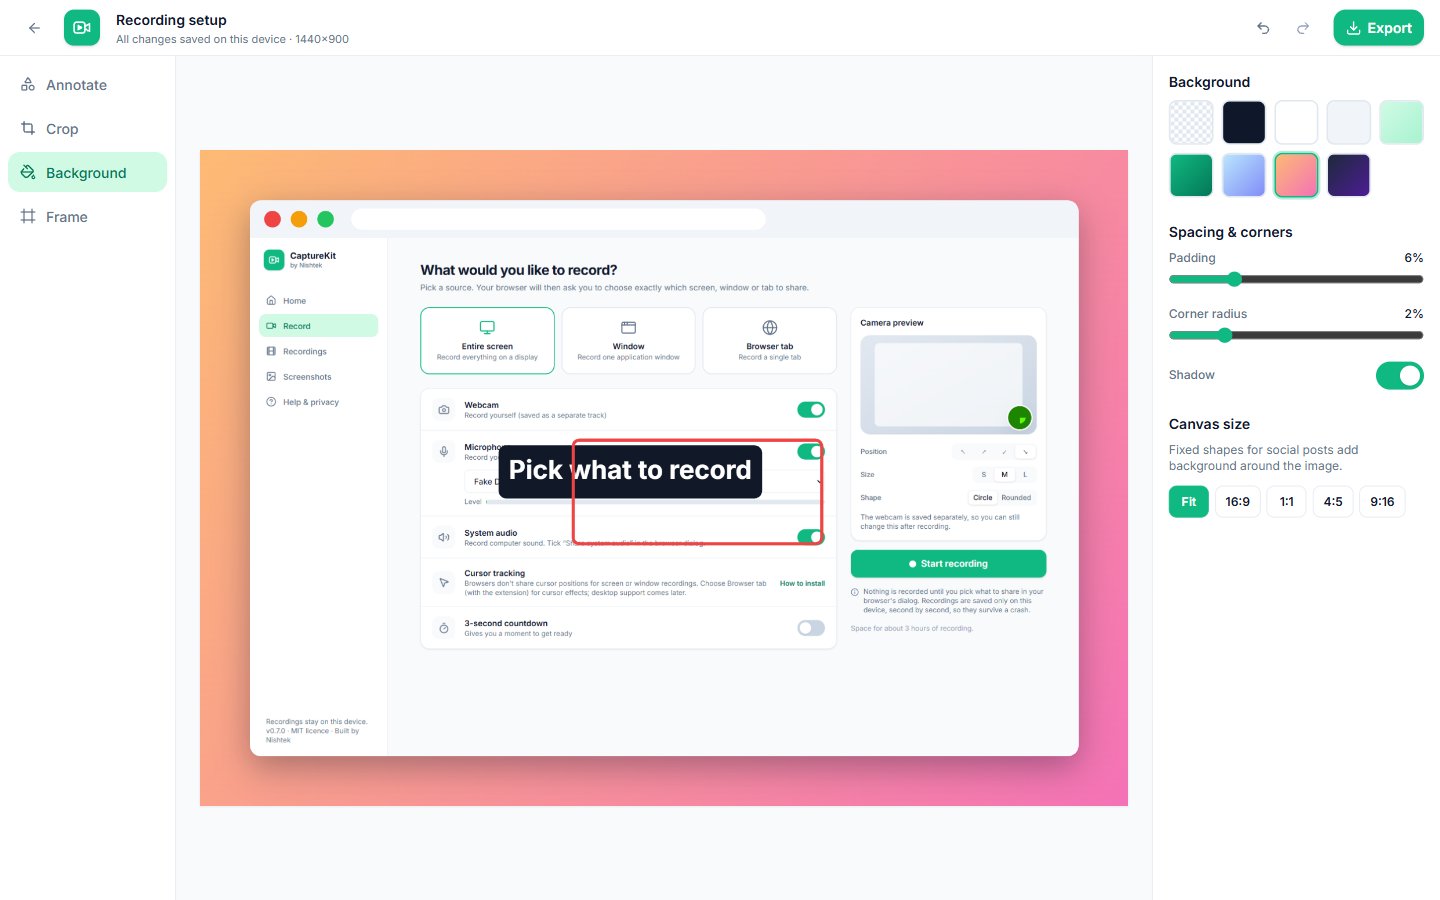 Recording setup
All changes saved on this device · 1440×900
Export
Annotate
Crop
Background
Frame
CaptureKit
by Nishtek
Home
Record
Recordings
Screenshots
Help & privacy
Recordings stay on this device.
v0.7.0 · MIT licence · Built by
Nishtek
What would you like to record?
Pick a source. Your browser will then ask you to choose exactly which screen, window or tab to share.
Entire screen
Record everything on a display
Window
Record one application window
Browser tab
Record a single tab
Webcam
Record yourself (saved as a separate track)
Pick what to record
Level
System audio
Record computer sound. Tick "Share system audio" in the browser dialog.
Cursor tracking
Browsers don't share cursor positions for screen or window recordings. Choose Browser tab
(with the extension) for cursor effects; desktop support comes later.
How to install
3-second countdown
Gives you a moment to get ready
Camera preview
Position
Size
S M L
Shape
Circle Rounded
The webcam is saved separately, so you can still
change this after recording.
Start recording
Nothing is recorded until you pick what to share in your
browser's dialog. Recordings are saved only on this
device, second by second, so they survive a crash.
Space for about 3 hours of recording.
Background
Spacing & corners
Padding 6%
Corner radius 2%
Shadow
Canvas size
Fixed shapes for social posts add
background around the image.
Fit 16:9 1:1 4:5 9:16